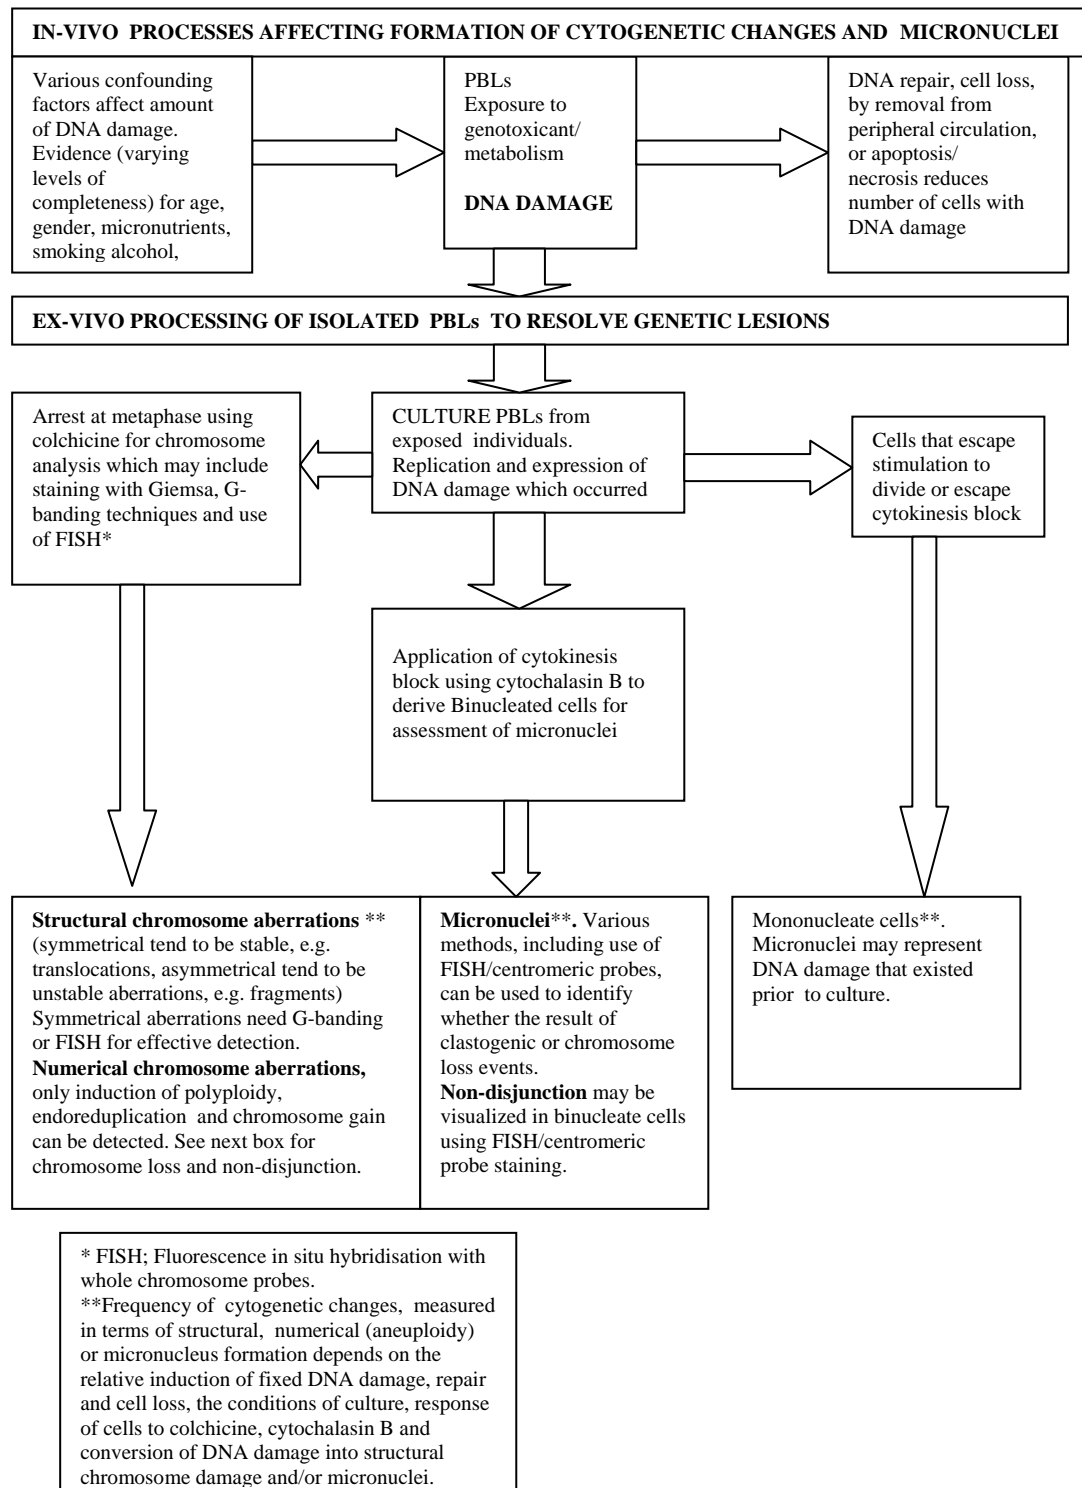 IN-VIVO PROCESSES AFFECTING FORMATION OF CYTOGENETIC CHANGES AND MICRONUCLEI
Various confounding
factors affect amount
of DNA damage.
Evidence (varying
levels of
completeness) for age,
gender, micronutrients,
smoking alcohol,
PBLs
Exposure to
genotoxicant/
metabolism
DNA DAMAGE
DNA repair, cell loss,
by removal from
peripheral circulation,
or apoptosis/
necrosis reduces
number of cells with
DNA damage
EX-VIVO PROCESSING OF ISOLATED PBLs TO RESOLVE GENETIC LESIONS
Arrest at metaphase using
colchicine for chromosome
analysis which may include
staining with Giemsa, G-
banding techniques and use
of FISH*
CULTURE PBLs from
exposed individuals.
Replication and expression of
DNA damage which occurred
Cells that escape
stimulation to
divide or escape
cytokinesis block
Application of cytokinesis
block using cytochalasin B to
derive Binucleated cells for
assessment of micronuclei
Structural chromosome aberrations **
(symmetrical tend to be stable, e.g.
translocations, asymmetrical tend to be
unstable aberrations, e.g. fragments)
Symmetrical aberrations need G-banding
or FISH for effective detection.
Numerical chromosome aberrations,
only induction of polyploidy,
endoreduplication and chromosome gain
can be detected. See next box for
chromosome loss and non-disjunction.
Micronuclei**. Various
methods, including use of
FISH/centromeric probes,
can be used to identify
whether the result of
clastogenic or chromosome
loss events.
Non-disjunction may be
visualized in binucleate cells
using FISH/centromeric
probe staining.
Mononucleate cells**.
Micronuclei may represent
DNA damage that existed
prior to culture.
* FISH; Fluorescence in situ hybridisation with
whole chromosome probes.
**Frequency of cytogenetic changes, measured
in terms of structural, numerical (aneuploidy)
or micronucleus formation depends on the
relative induction of fixed DNA damage, repair
and cell loss, the conditions of culture, response
of cells to colchicine, cytochalasin B and
conversion of DNA damage into structural
chromosome damage and/or micronuclei.